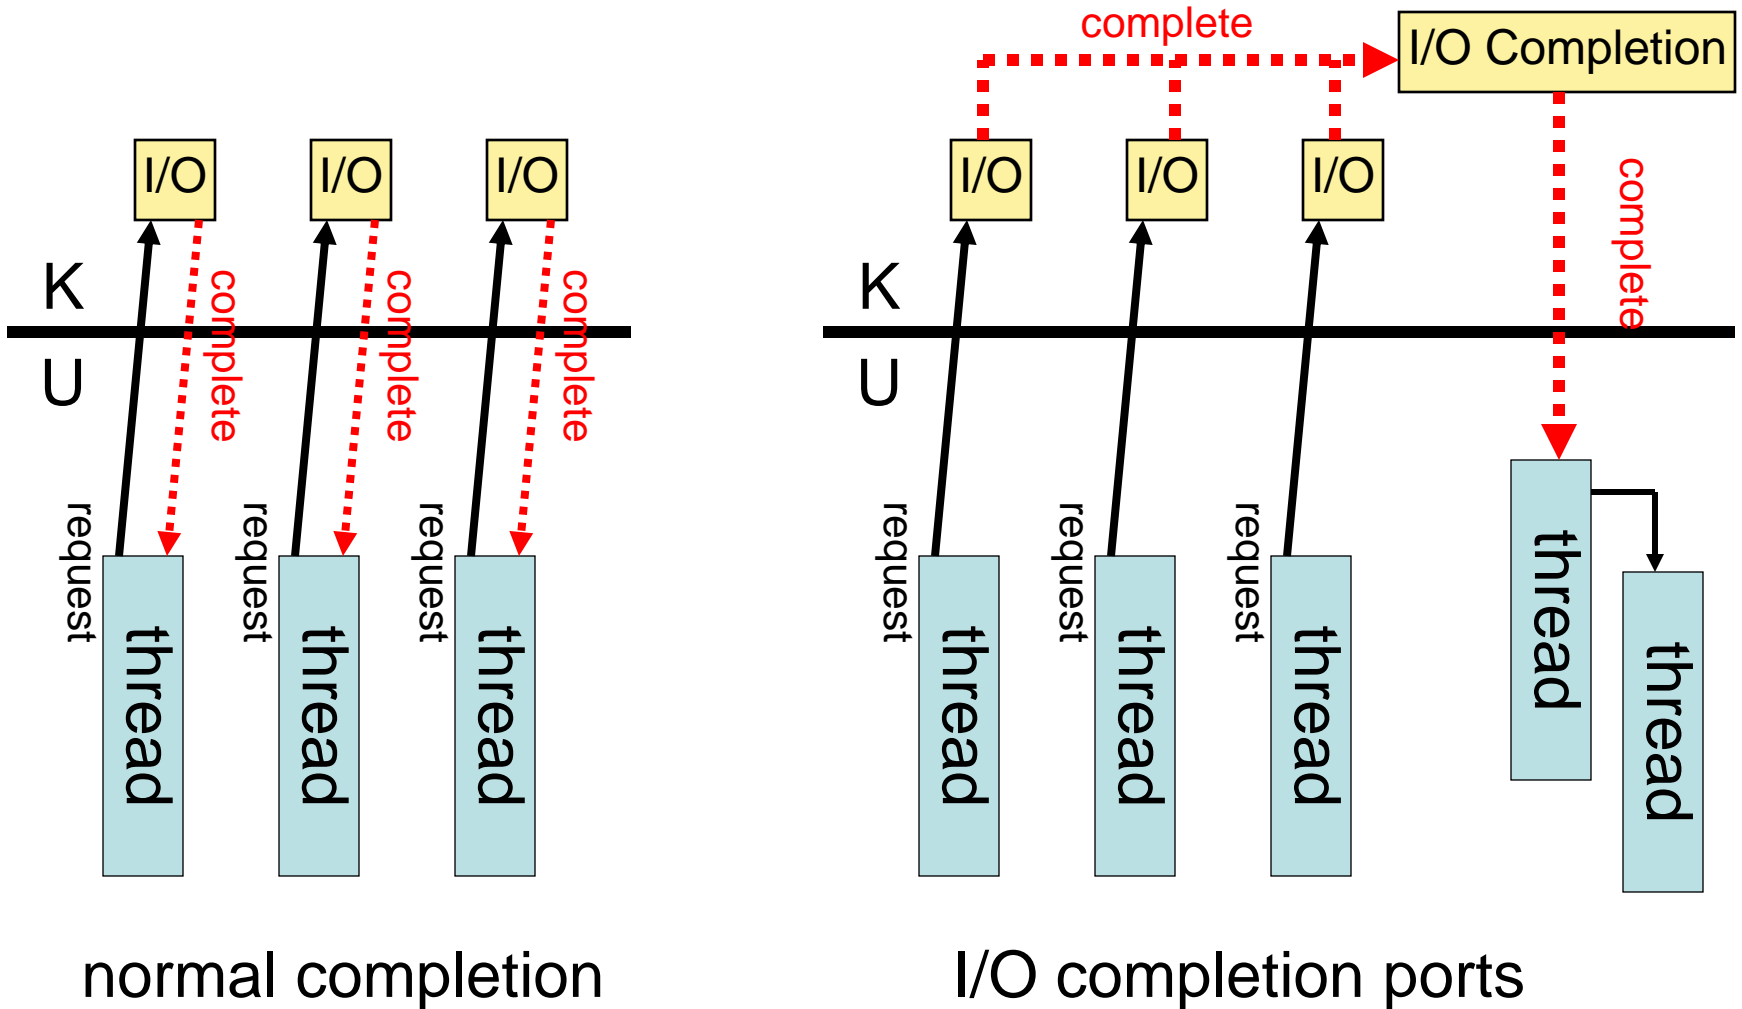 I/O
I/O
I/O
K
U
complete
complete
complete
request
request
request
thread
thread
thread
normal completion
complete
I/O Completion
I/O
I/O
I/O
complete
K
U
request
request
request
thread
thread
thread
thread
thread
I/O completion ports